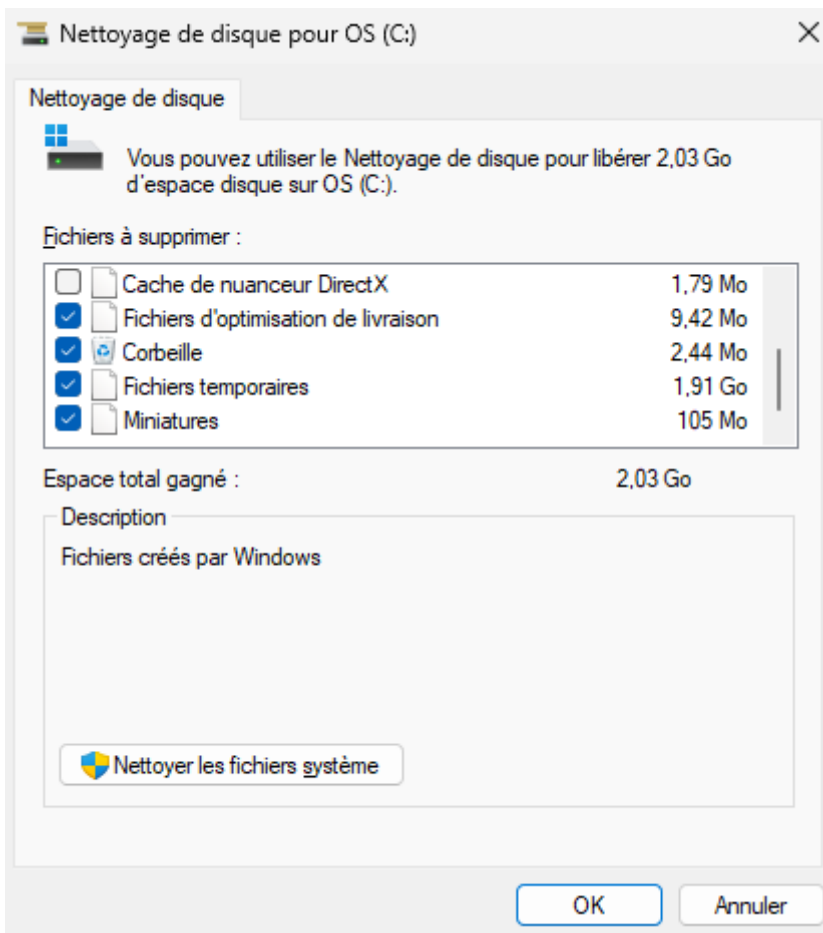 Nettoyage de disque pour OS (C:)
Nettoyage de disque
Vous pouvez utiliser le Nettoyage de disque pour libérer 2,03 Go
d'espace disque sur OS (C:).
Fichiers à supprimer :
Cache de nuanceur DirectX 1,79 Mo
Fichiers d'optimisation de livraison 9,42 Mo
Corbeille 2,44 Mo
Fichiers temporaires 1,91 Go
Miniatures 105 Mo
Espace total gagné : 2,03 Go
Description
Fichiers créés par Windows
Nettoyer les fichiers système
OK Annuler